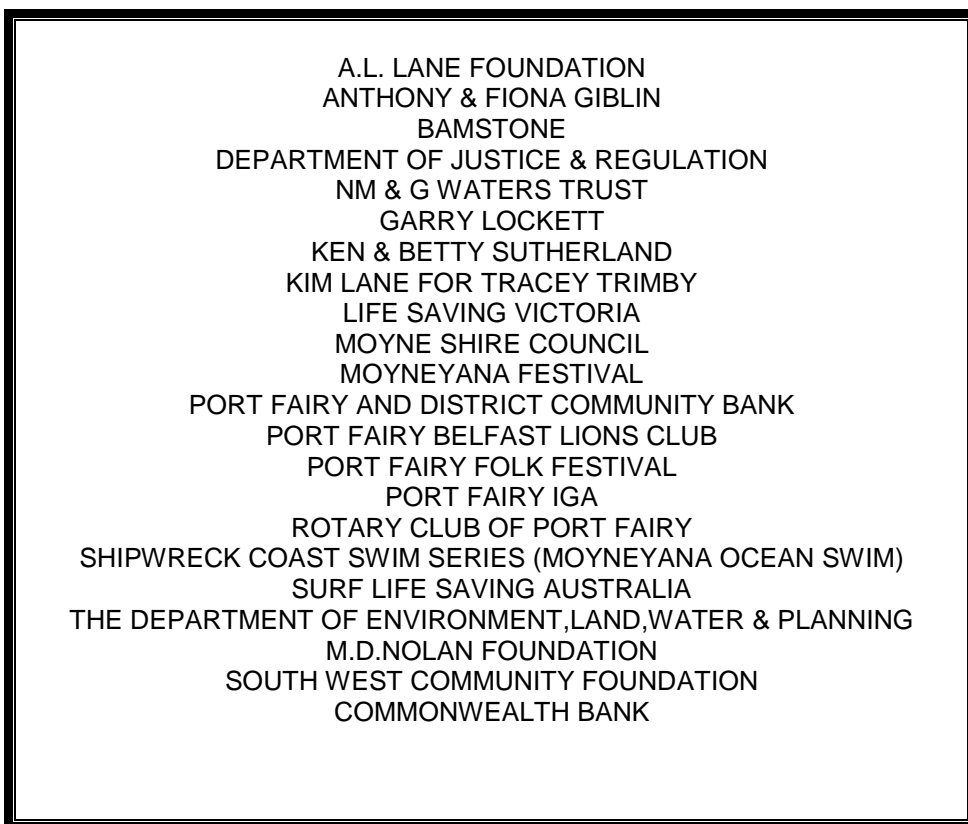 A.L. LANE FOUNDATION
ANTHONY & FIONA GIBLIN
BAMSTONE
DEPARTMENT OF JUSTICE & REGULATION
NM & G WATERS TRUST
GARRY LOCKETT
KEN & BETTY SUTHERLAND
KIM LANE FOR TRACEY TRIMBY
LIFE SAVING VICTORIA
MOYNE SHIRE COUNCIL
MOYNEYANA FESTIVAL
PORT FAIRY AND DISTRICT COMMUNITY BANK
PORT FAIRY BELFAST LIONS CLUB
PORT FAIRY FOLK FESTIVAL
PORT FAIRY IGA
ROTARY CLUB OF PORT FAIRY
SHIPWRECK COAST SWIM SERIES (MOYNEYANA OCEAN SWIM)
SURF LIFE SAVING AUSTRALIA
THE DEPARTMENT OF ENVIRONMENT,LAND,WATER & PLANNING
M.D.NOLAN FOUNDATION
SOUTH WEST COMMUNITY FOUNDATION
COMMONWEALTH BANK